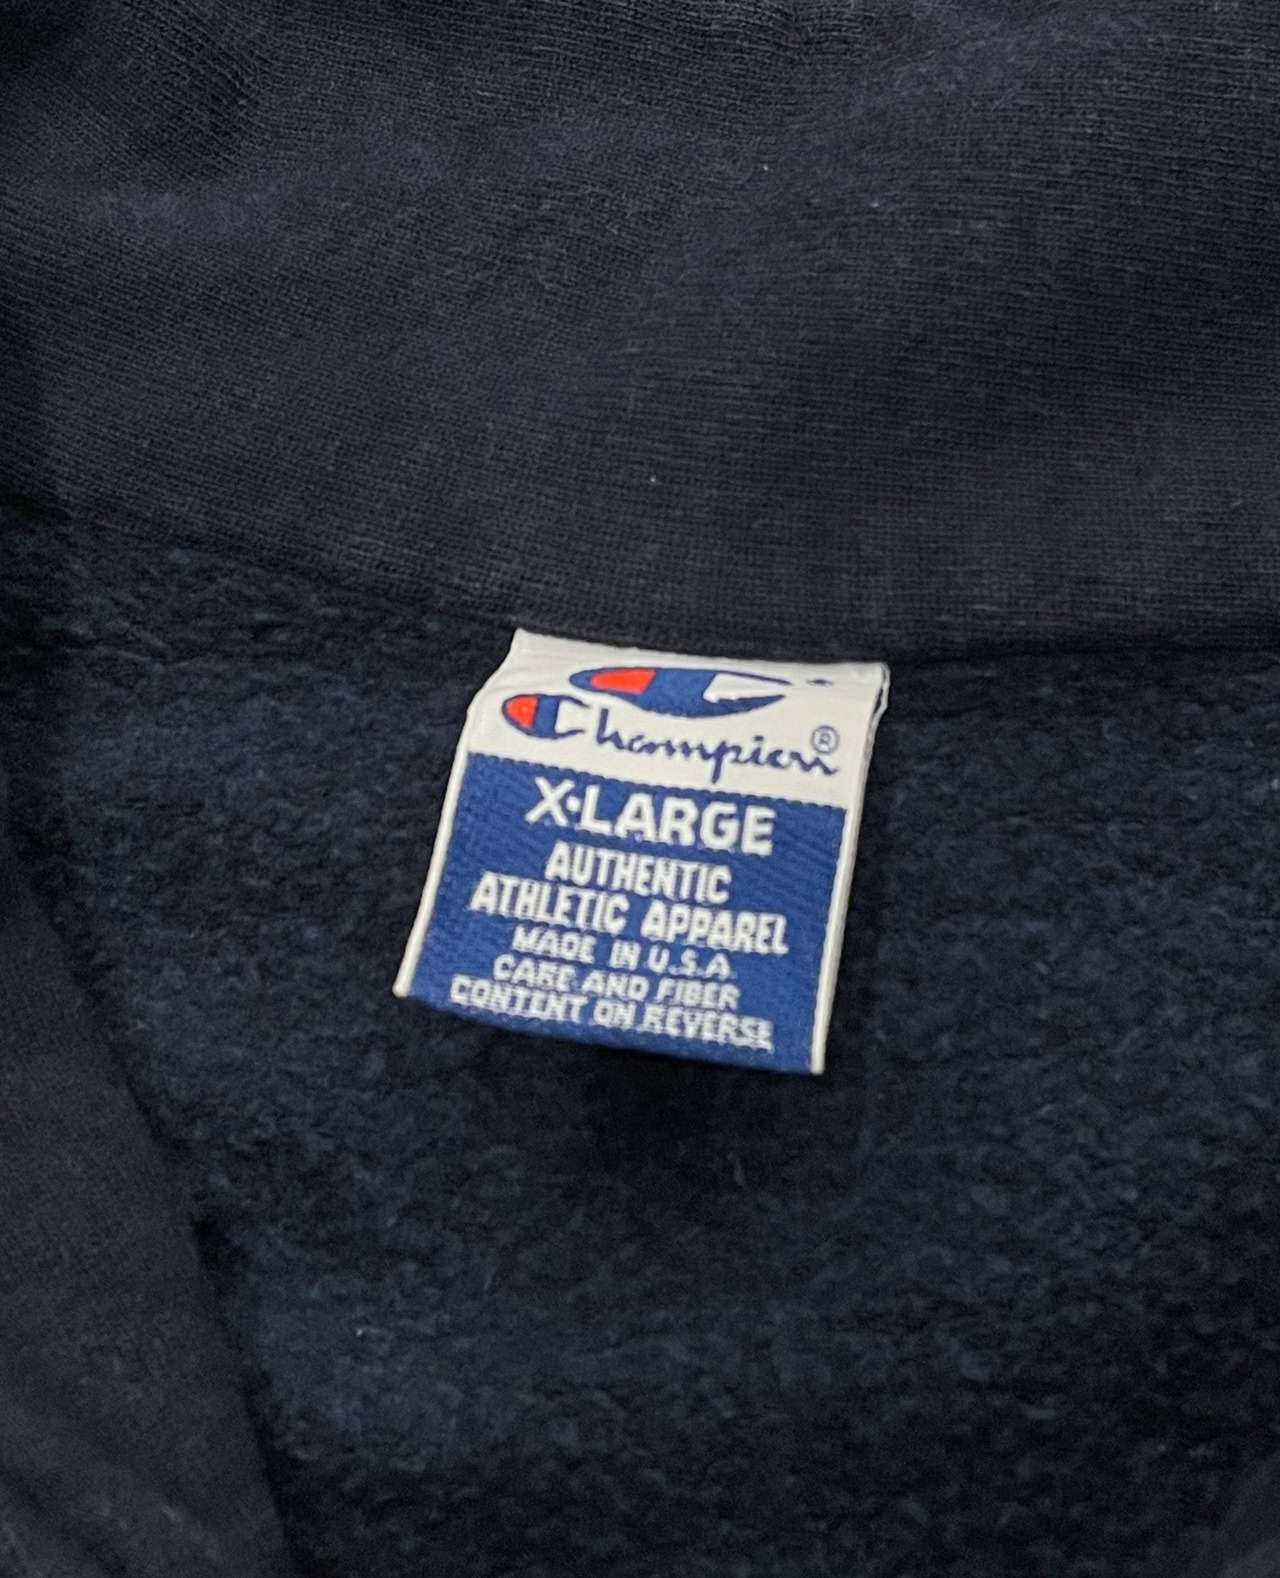 Champion®
X·LARGE
AUTHENTIC
ATHLETIC APPAREL
MADE IN U.S.A.
CARE AND FIBER
CONTENT ON REVERSE